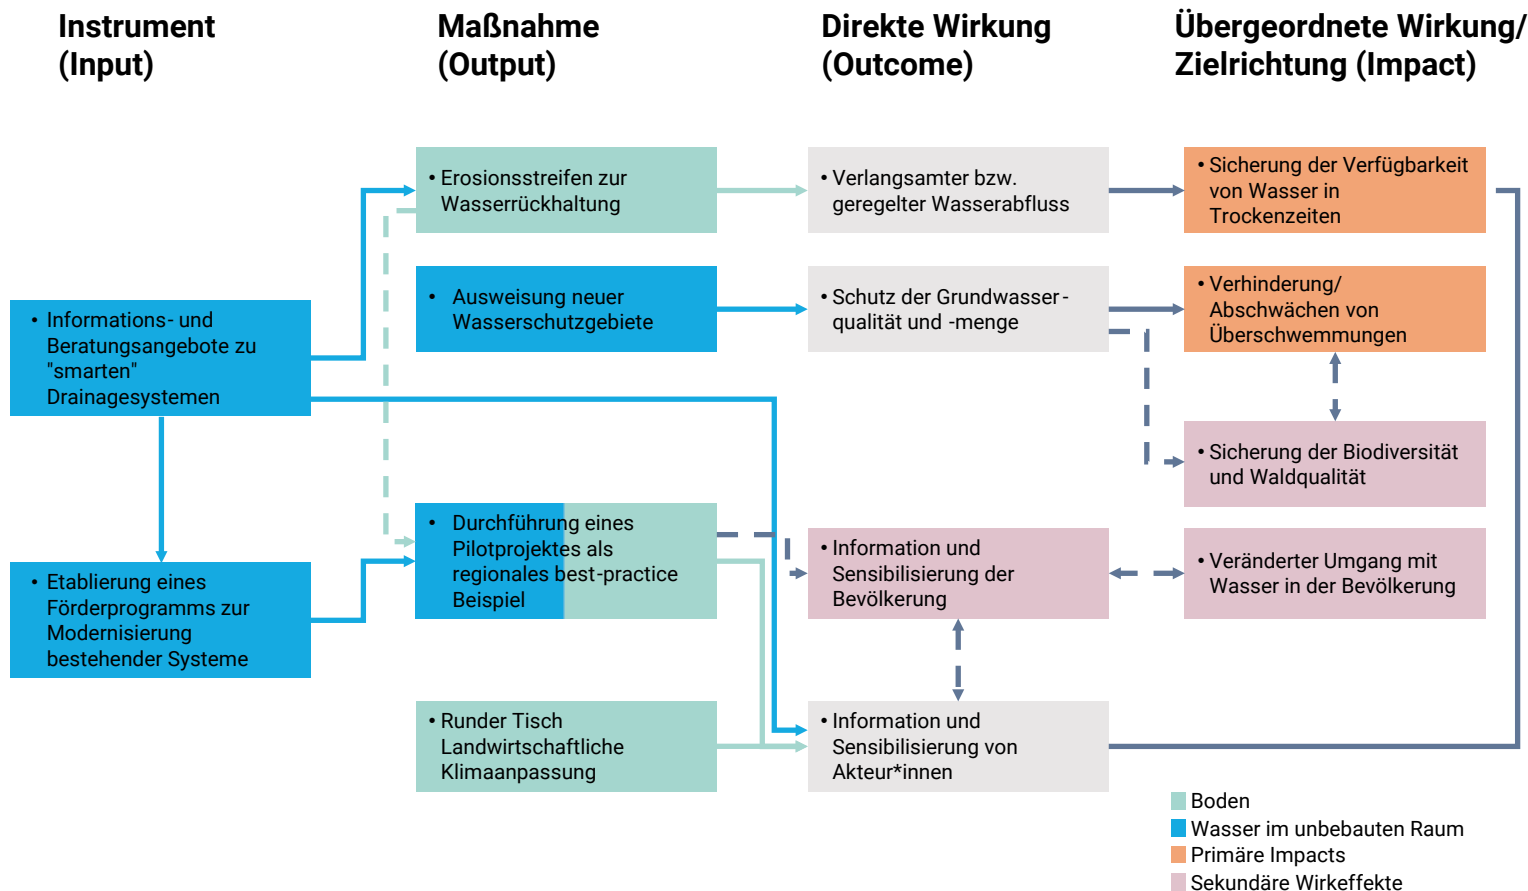 Instrument
(Input)
Maßnahme
(Output)
Direkte Wirkung
(Outcome)
Übergeordnete Wirkung/
Zielrichtung (Impact)
• Informations- und
Beratungsangebote zu
"smarten"
Drainagesystemen
• Etablierung eines
Förderprogramms zur
Modernisierung
bestehender Systeme
• Erosionsstreifen zur
Wasserrückhaltung
• Ausweisung neuer
Wasserschutzgebiete
• Durchführung eines
Pilotprojektes als
regionales best-practice
Beispiel
• Runder Tisch
Landwirtschaftliche
Klimaanpassung
• Verlangsamter bzw.
geregelter Wasserabfluss
• Schutz der Grundwasser-
qualität und -menge
• Information und
Sensibilisierung der
Bevölkerung
• Information und
Sensibilisierung von
Akteur*innen
• Sicherung der Verfügbarkeit
von Wasser in
Trockenzeiten
• Verhinderung/
Abschwächen von
Überschwemmungen
• Sicherung der Biodiversität
und Waldqualität
• Veränderter Umgang mit
Wasser in der Bevölkerung
Boden
Wasser im unbebauten Raum
Primäre Impacts
Sekundäre Wirkeffekte